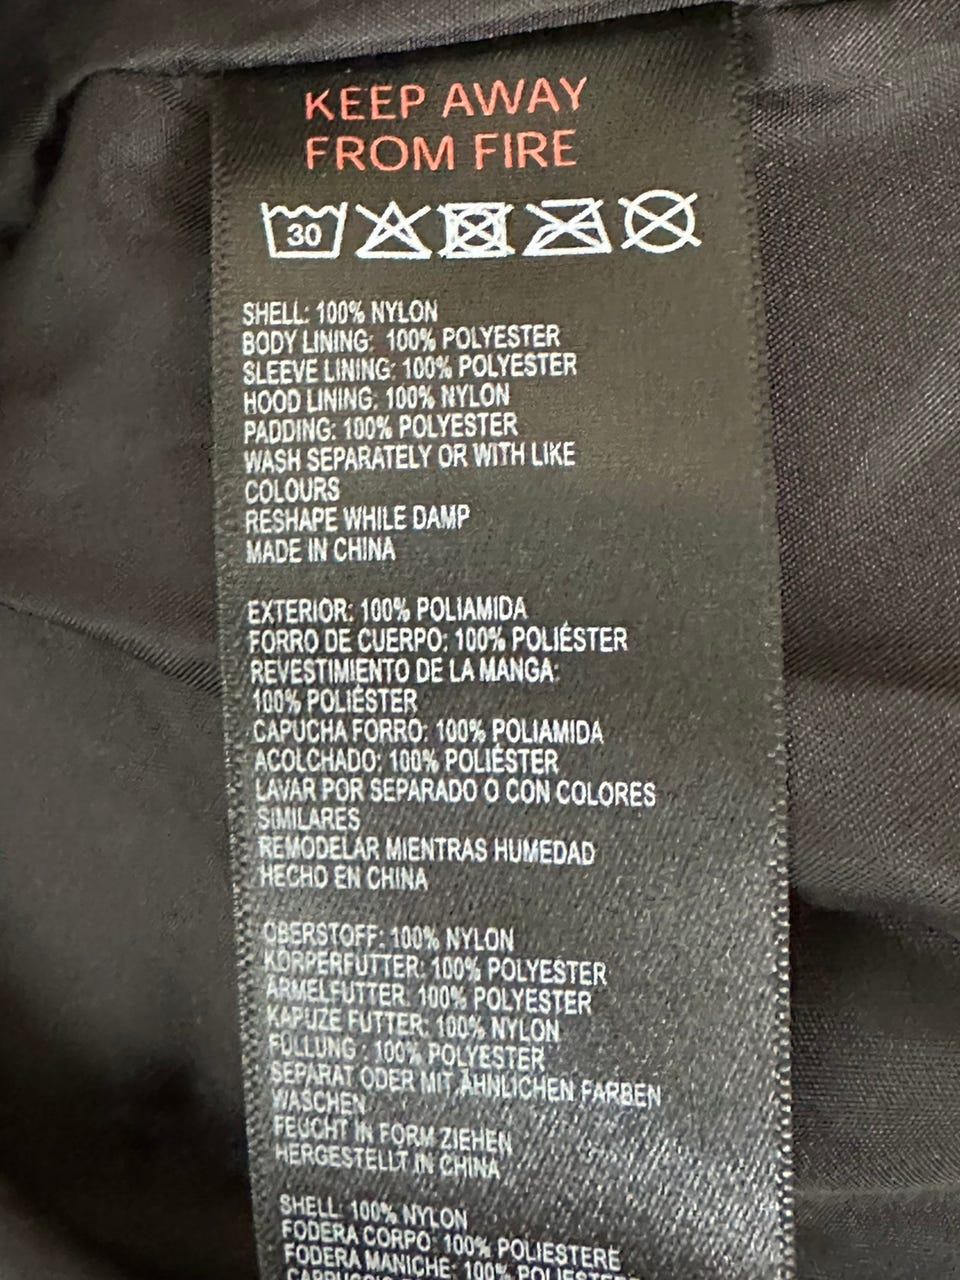 KEEP AWAY
FROM FIRE
30
SHELL: 100% NYLON
BODY LINING: 100% POLYESTER
SLEEVE LINING: 100% POLYESTER
HOOD LINING: 100% NYLON
PADDING: 100% POLYESTER
WASH SEPARATELY OR WITH LIKE
COLOURS
RESHAPE WHILE DAMP
MADE IN CHINA
EXTERIOR: 100% POLIAMIDA
FORRO DE CUERPO: 100% POLIÉSTER
REVESTIMIENTO DE LA MANGA:
100% POLIÉSTER
CAPUCHA FORRO: 100% POLIAMIDA
ACOLCHADO: 100% POLIÉSTER
LAVAR POR SEPARADO O CON COLORES
SIMILARES
REMODELAR MIENTRAS HUMEDAD
HECHO EN CHINA
OBERSTOFF: 100% NYLON
KÖRPERFUTTER: 100% POLYESTER
ÄRMELFUTTER: 100% POLYESTER
KAPUZE FUTTER: 100% NYLON
FÜLLUNG : 100% POLYESTER
SEPARAT ODER MIT ÄHNLICHEN FARBEN
WASCHEN
FEUCHT IN FORM ZIEHEN
HERGESTELLT IN CHINA
SHELL: 100% NYLON
FODERA CORPO: 100% POLIESTERE
FODERA MANICHE: 100%